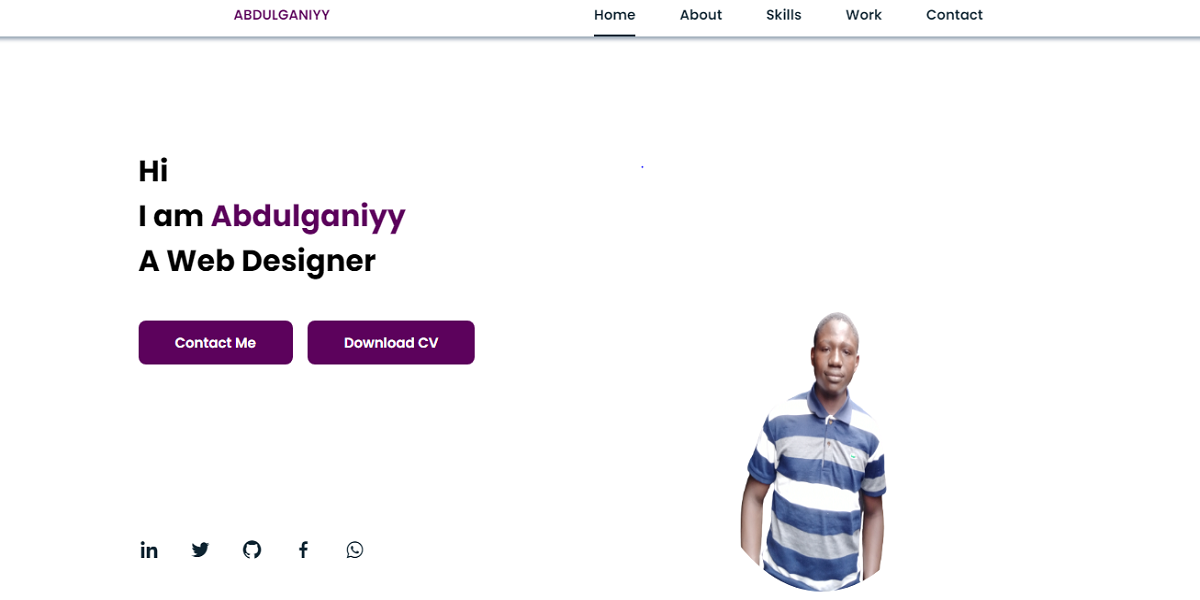 ABDULGANIYY
Home About Skills Work Contact
Hi
I am Abdulganiyy
A Web Designer
Contact Me Download CV